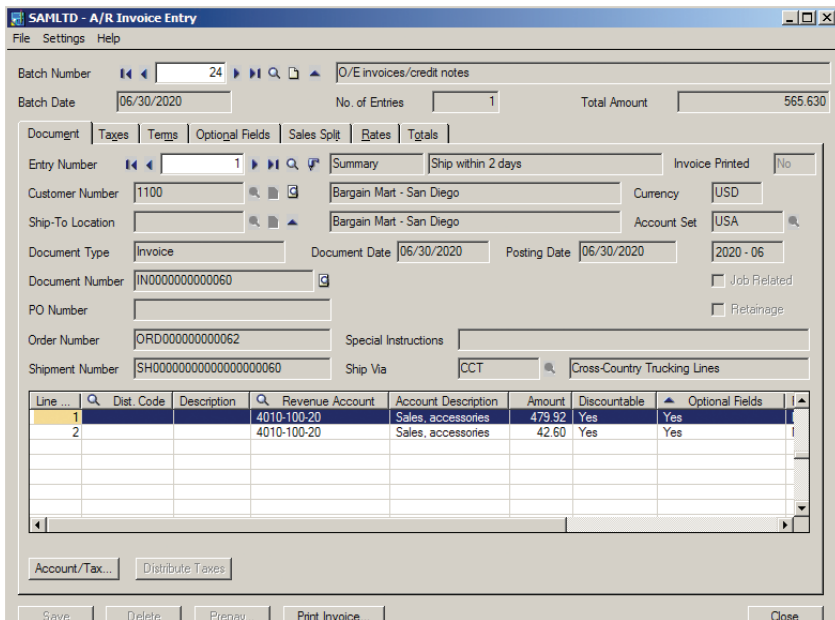 SAMLTD - A/R Invoice Entry
File Settings Help
Batch Number 24 O/E invoices/credit notes
Batch Date 06/30/2020 No. of Entries 1 Total Amount 565.630
Document Taxes Terms Optional Fields Sales Split Rates Totals
Entry Number 1 Summary Ship within 2 days Invoice Printed No
Customer Number 1100 Bargain Mart - San Diego Currency USD
Ship-To Location Bargain Mart - San Diego Account Set USA
Document Type Invoice Document Date 06/30/2020 Posting Date 06/30/2020 2020 - 06
Document Number IN0000000000060 Job Related
PO Number Retainage
Order Number ORD000000000062 Special Instructions
Shipment Number SH00000000000000000060 Ship Via CCT Cross-Country Trucking Lines
Line ... Dist. Code Description Revenue Account Account Description Amount Discountable Optional Fields
1 4010-100-20 Sales, accessories 479.92 Yes Yes
2 4010-100-20 Sales, accessories 42.60 Yes Yes
Account/Tax... Distribute Taxes
Save Delete Prepay... Print Invoice... Close